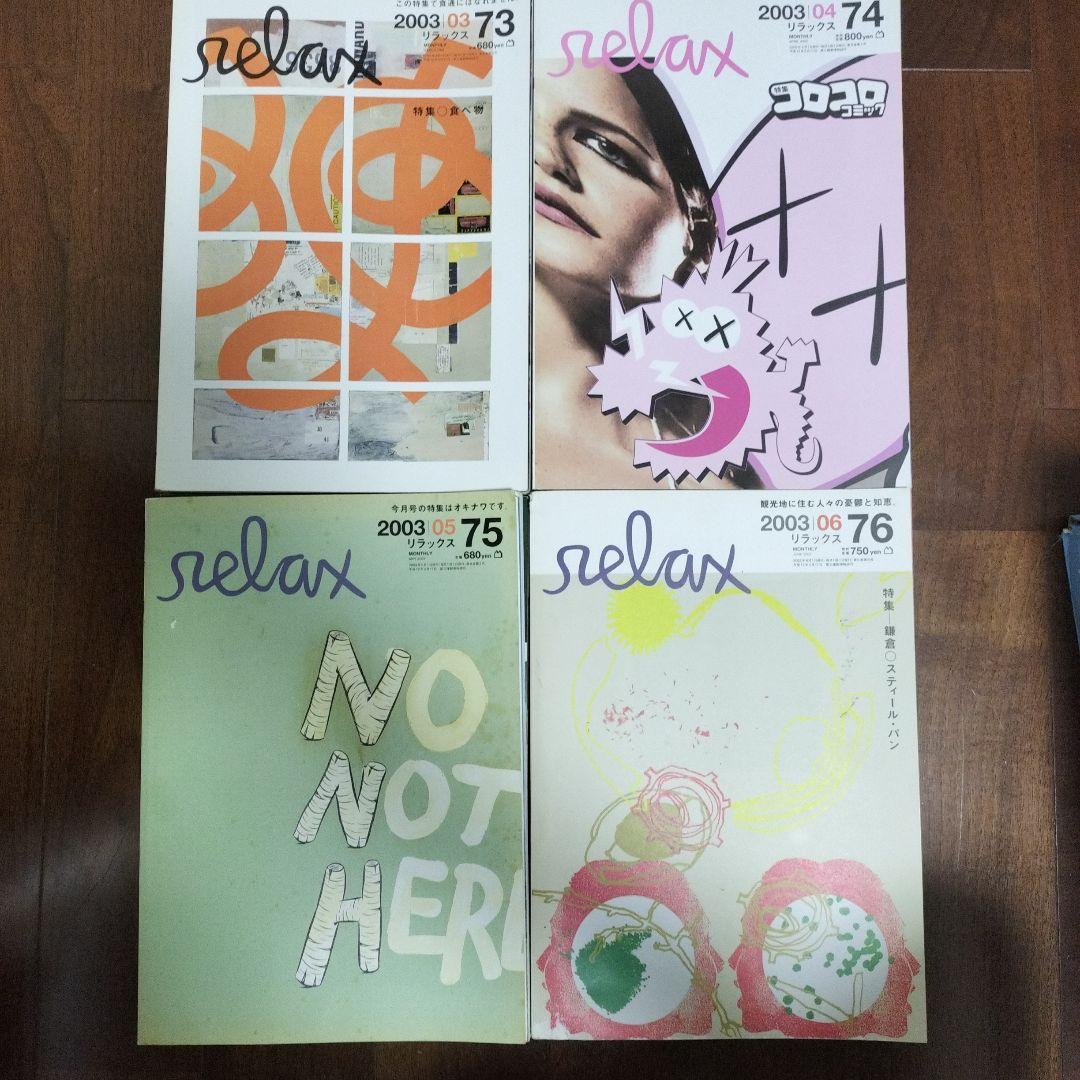 この特集で食通にはなれません。
relax
2003|03 73
リラックス
MONTHLY
680yen
特集○食べ物
CAUTIO
relax
2003|04 74
リラックス
MONTHLY
800yen
特集
コロコロ
コミック
今月号の特集はオキナワです。
relax
2003|05 75
リラックス
MONTHLY
680yen
NO
NOT
HERE
観光地に住む人々の憂鬱と知恵。
relax
2003|06 76
リラックス
MONTHLY
750yen
特集―鎌倉○スティール・パン